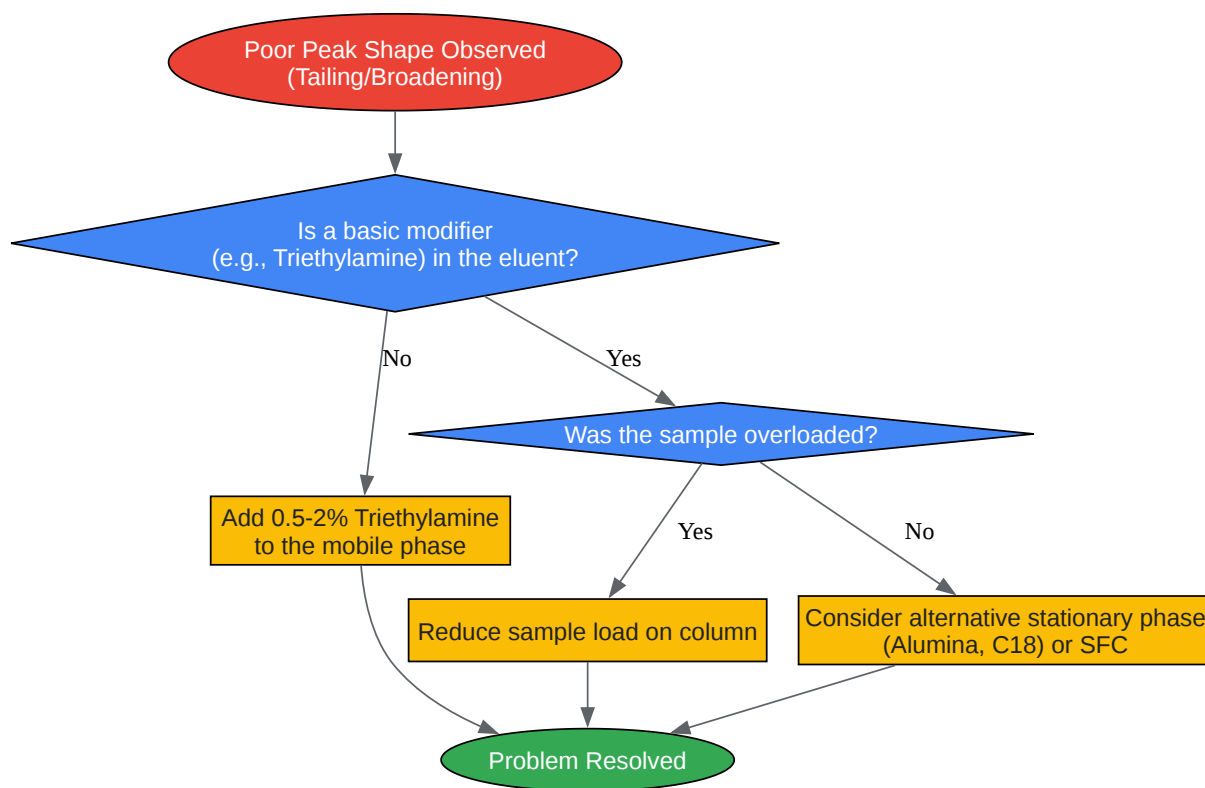 Poor Peak Shape Observed
(Tailing/Broadening)
Is a basic modifier
(e.g., Triethylamine) in the eluent?
No
Yes
Was the sample overloaded?
Add 0.5-2% Triethylamine
to the mobile phase
Yes
No
Reduce sample load on column
Consider alternative stationary phase
(Alumina, C18) or SFC
Problem Resolved